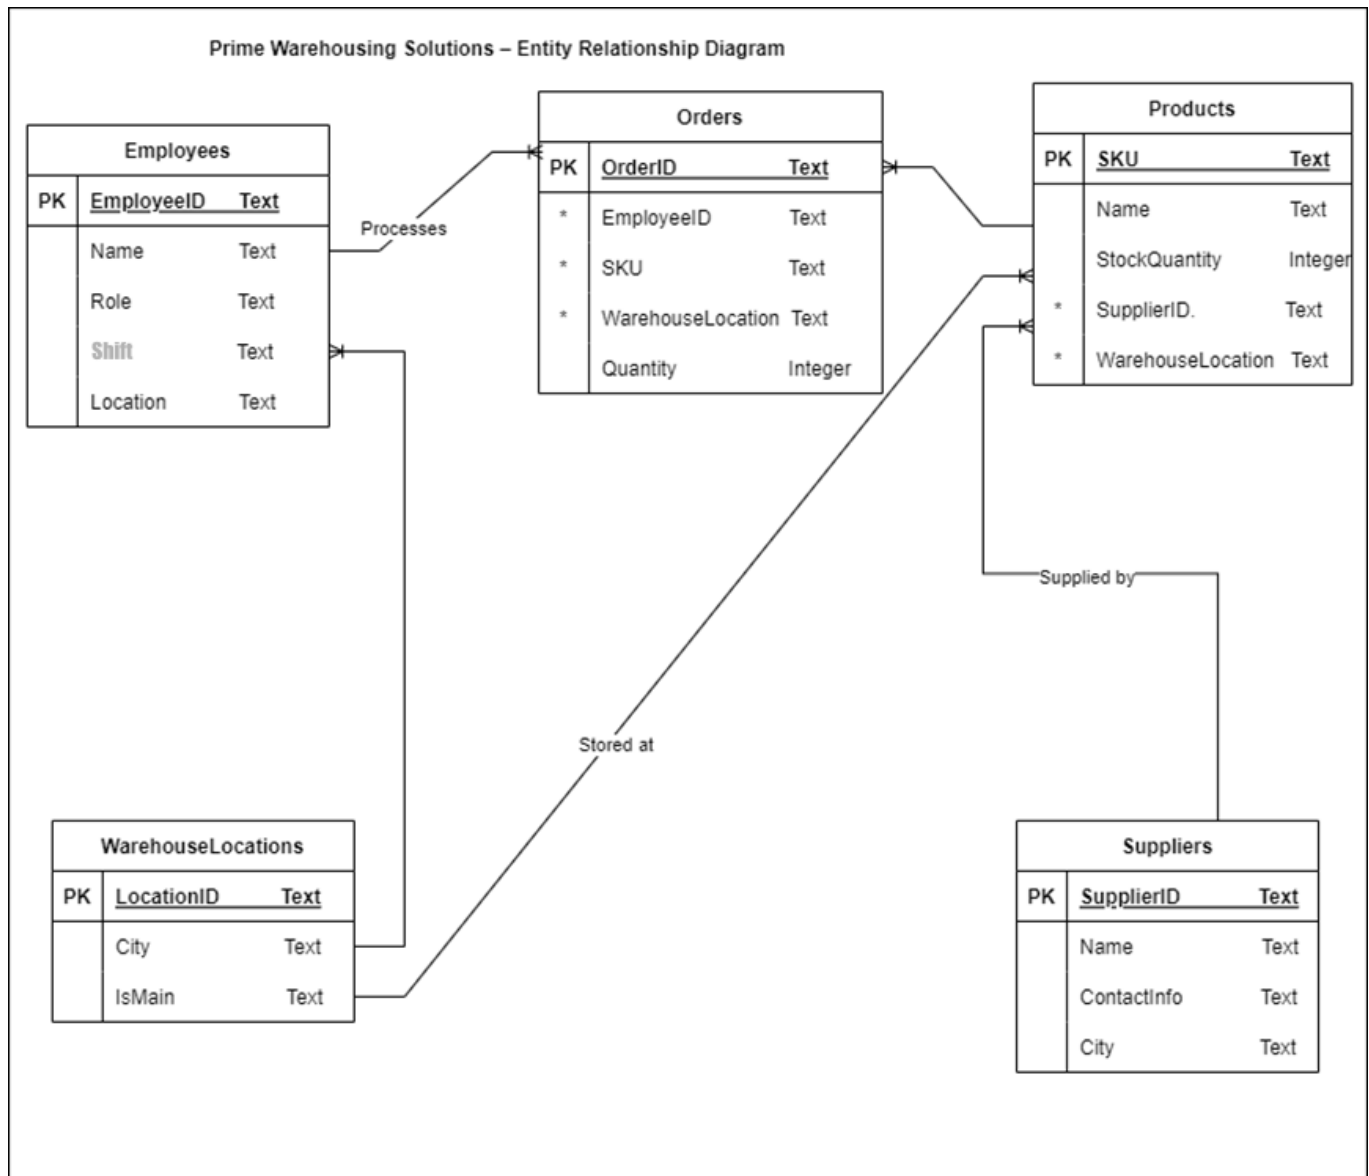 Prime Warehousing Solutions – Entity Relationship Diagram
Employees
PK EmployeeID Text
Name Text
Role Text
Shift Text
Location Text
Processes
Orders
PK OrderID Text
* EmployeeID Text
* SKU Text
* WarehouseLocation Text
Quantity Integer
Products
PK SKU Text
Name Text
StockQuantity Integer
* SupplierID. Text
* WarehouseLocation Text
Supplied by
Stored at
WarehouseLocations
PK LocationID Text
City Text
IsMain Text
Suppliers
PK SupplierID Text
Name Text
ContactInfo Text
City Text